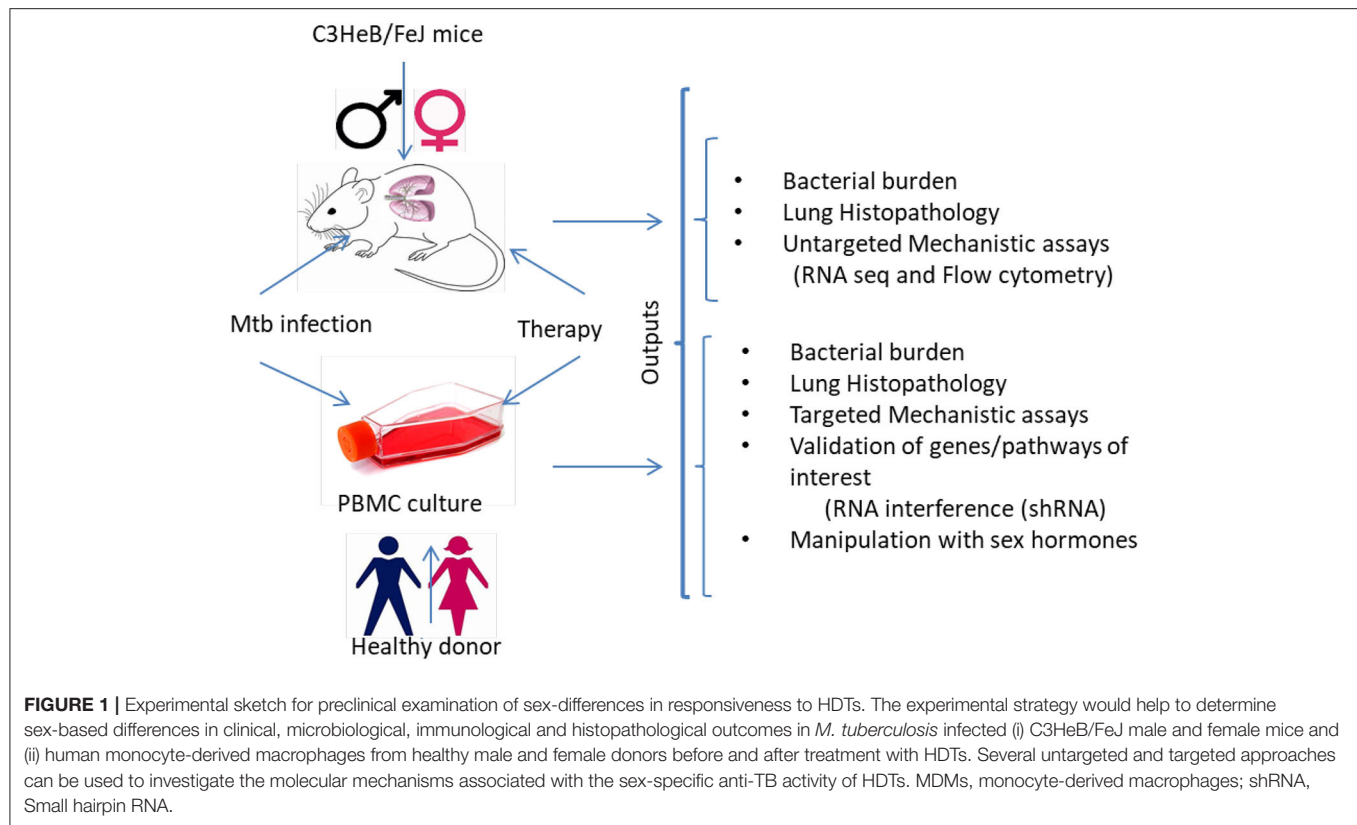 C3HeB/FeJ mice
Mtb infection
Therapy
PBMC culture
Healthy donor
Outputs
• Bacterial burden
• Lung Histopathology
• Untargeted Mechanistic assays
(RNA seq and Flow cytometry)
• Bacterial burden
• Lung Histopathology
• Targeted Mechanistic assays
• Validation of genes/pathways of
interest
(RNA interference (shRNA)
• Manipulation with sex hormones
FIGURE 1 | Experimental sketch for preclinical examination of sex-differences in responsiveness to HDTs. The experimental strategy would help to determine
sex-based differences in clinical, microbiological, immunological and histopathological outcomes in M. tuberculosis infected (i) C3HeB/FeJ male and female mice and
(ii) human monocyte-derived macrophages from healthy male and female donors before and after treatment with HDTs. Several untargeted and targeted approaches
can be used to investigate the molecular mechanisms associated with the sex-specific anti-TB activity of HDTs. MDMs, monocyte-derived macrophages; shRNA,
Small hairpin RNA.